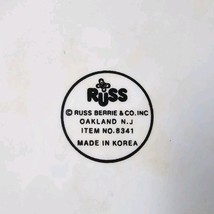 RUSS
© RUSS BERRIE & CO. INC
OAKLAND N.J
ITEM NO. 8341
MADE IN KOREA